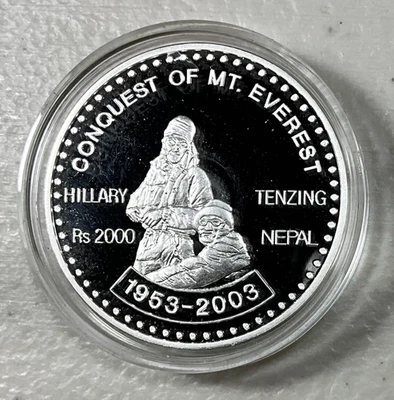 CONQUEST OF MT. EVEREST
HILLARY TENZING
Rs 2000 NEPAL
1953-2003